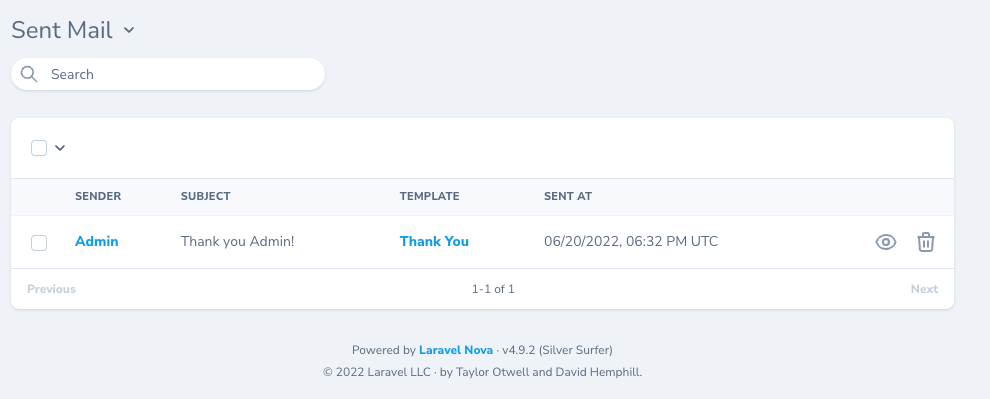 Sent Mail
Search
SENDER SUBJECT TEMPLATE SENT AT
Admin Thank you Admin! Thank You 06/20/2022, 06:32 PM UTC
Previous 1-1 of 1 Next
Powered by Laravel Nova · v4.9.2 (Silver Surfer)
© 2022 Laravel LLC · by Taylor Otwell and David Hemphill.